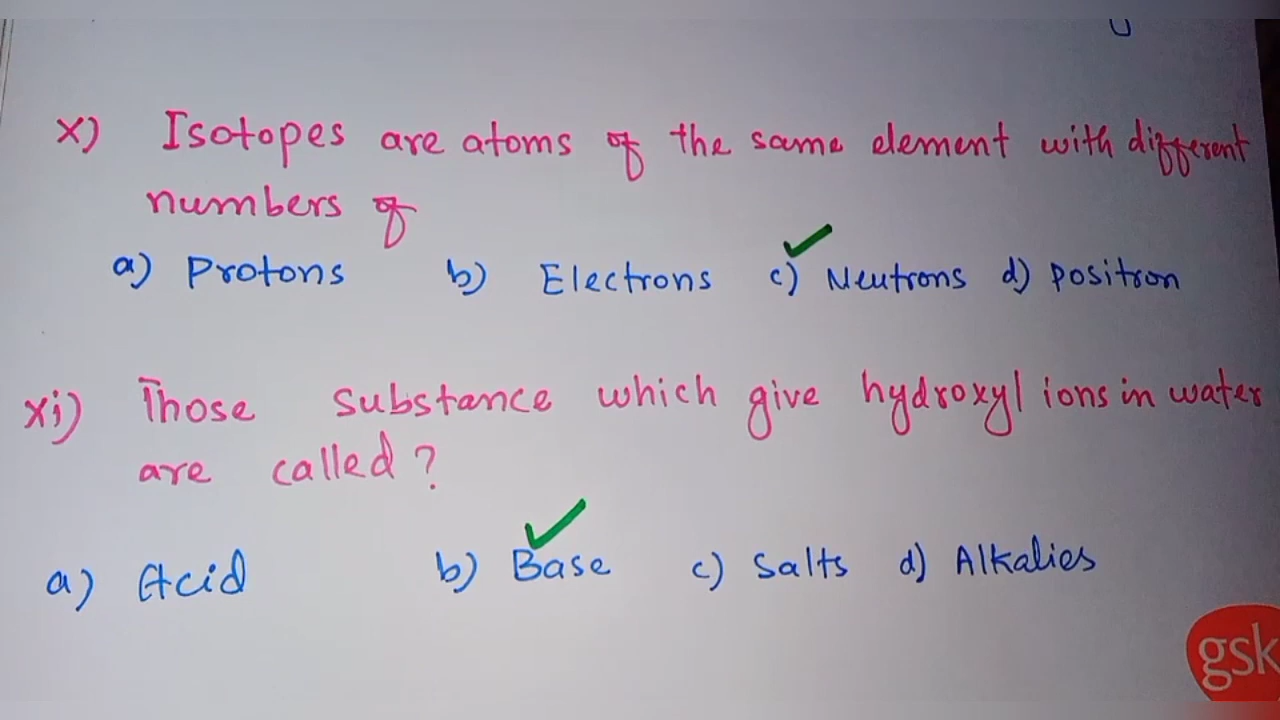 x) Isotopes are atoms of the same element with different
numbers of
a) Protons b) Electrons c) Neutrons d) positron
xi) Those substance which give hydroxyl ions in water
are called?
a) Acid b) Base c) Salts d) Alkalies
gsk